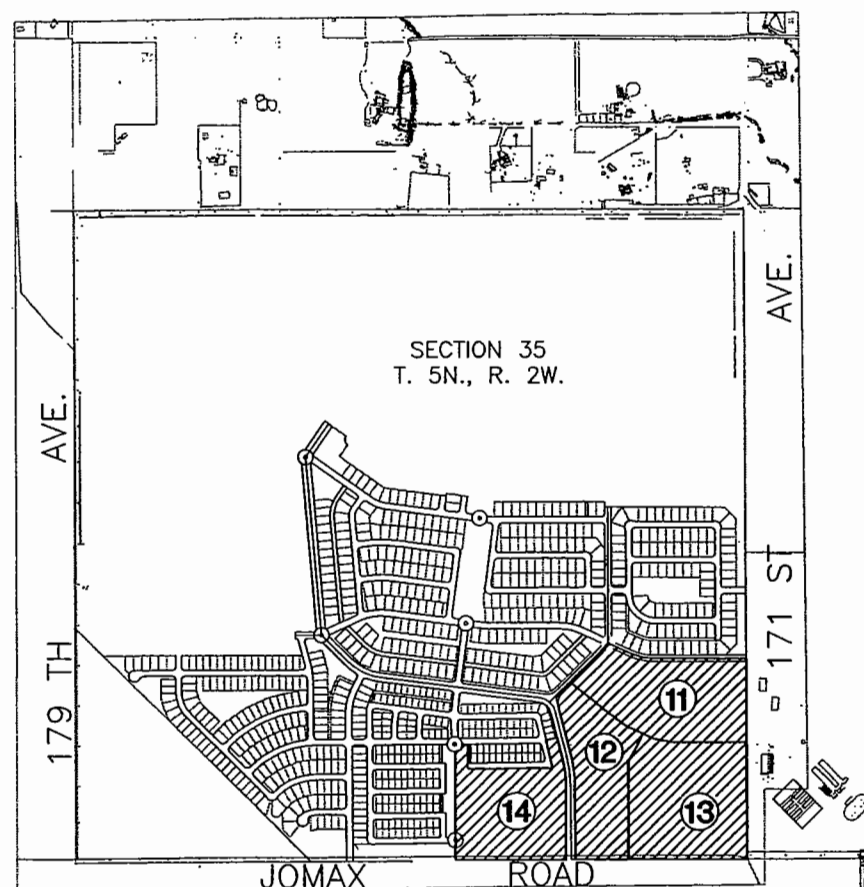 SECTION 35
T. 5N., R. 2W.
179 TH AVE.
171 ST AVE.
11
12
13
14
JOMAX ROAD